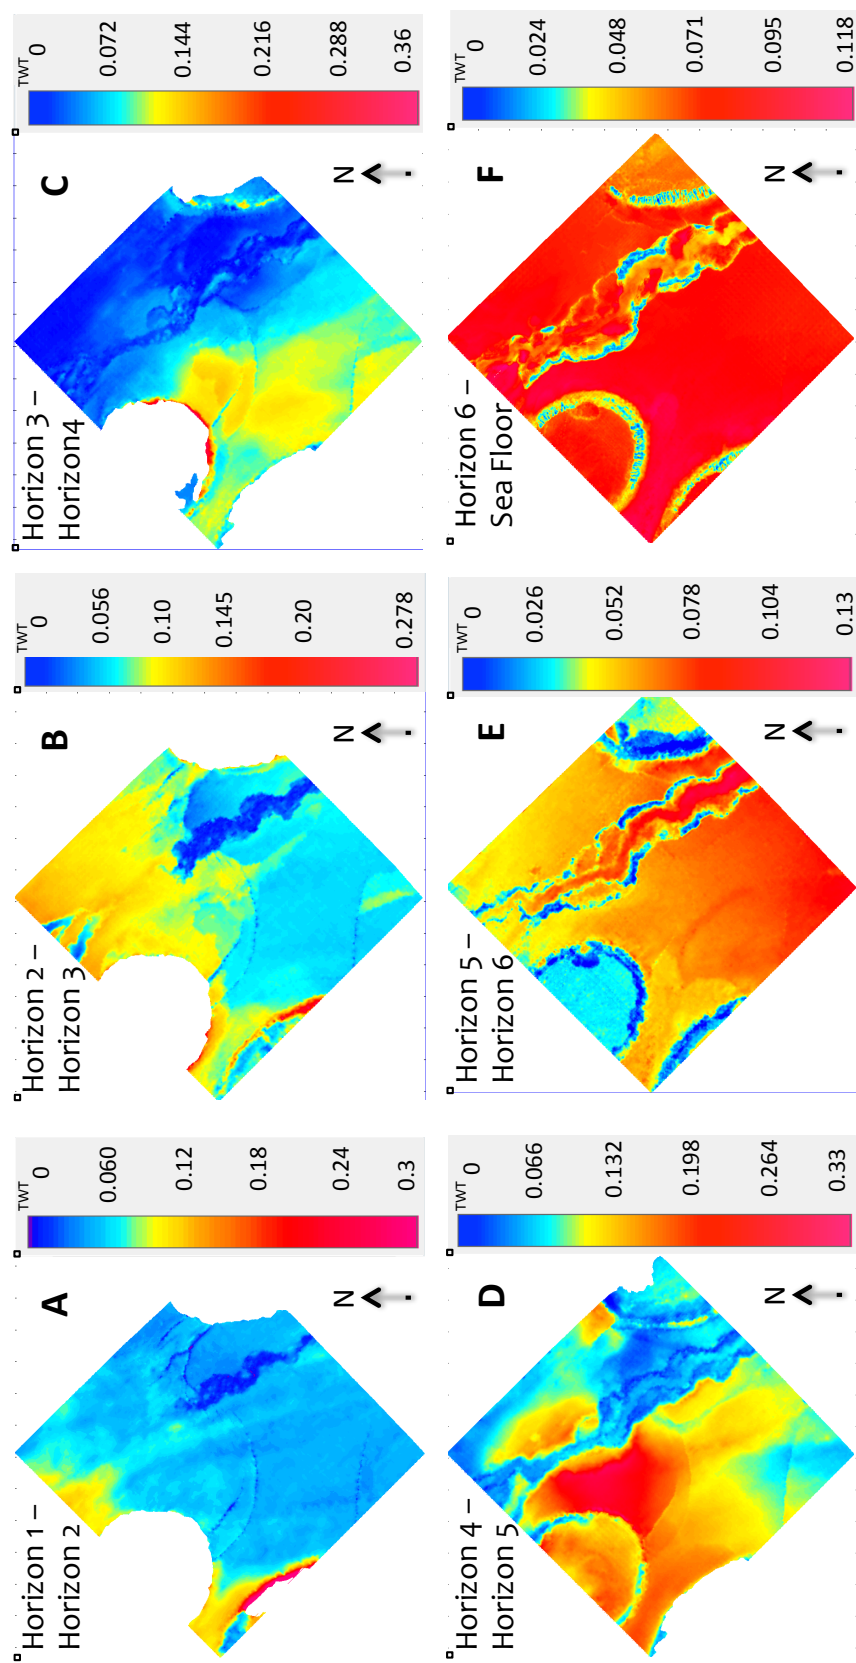 Horizon 1 –
Horizon 2
A
N
TWT
0
0.060
0.12
0.18
0.24
0.3
Horizon 2 –
Horizon 3
B
N
TWT
0
0.056
0.10
0.145
0.20
0.278
Horizon 3 –
Horizon4
C
N
TWT
0
0.072
0.144
0.216
0.288
0.36
Horizon 4 –
Horizon 5
D
N
TWT
0
0.066
0.132
0.198
0.264
0.33
Horizon 5 –
Horizon 6
E
N
TWT
0
0.026
0.052
0.078
0.104
0.13
Horizon 6 –
Sea Floor
F
N
TWT
0
0.024
0.048
0.071
0.095
0.118